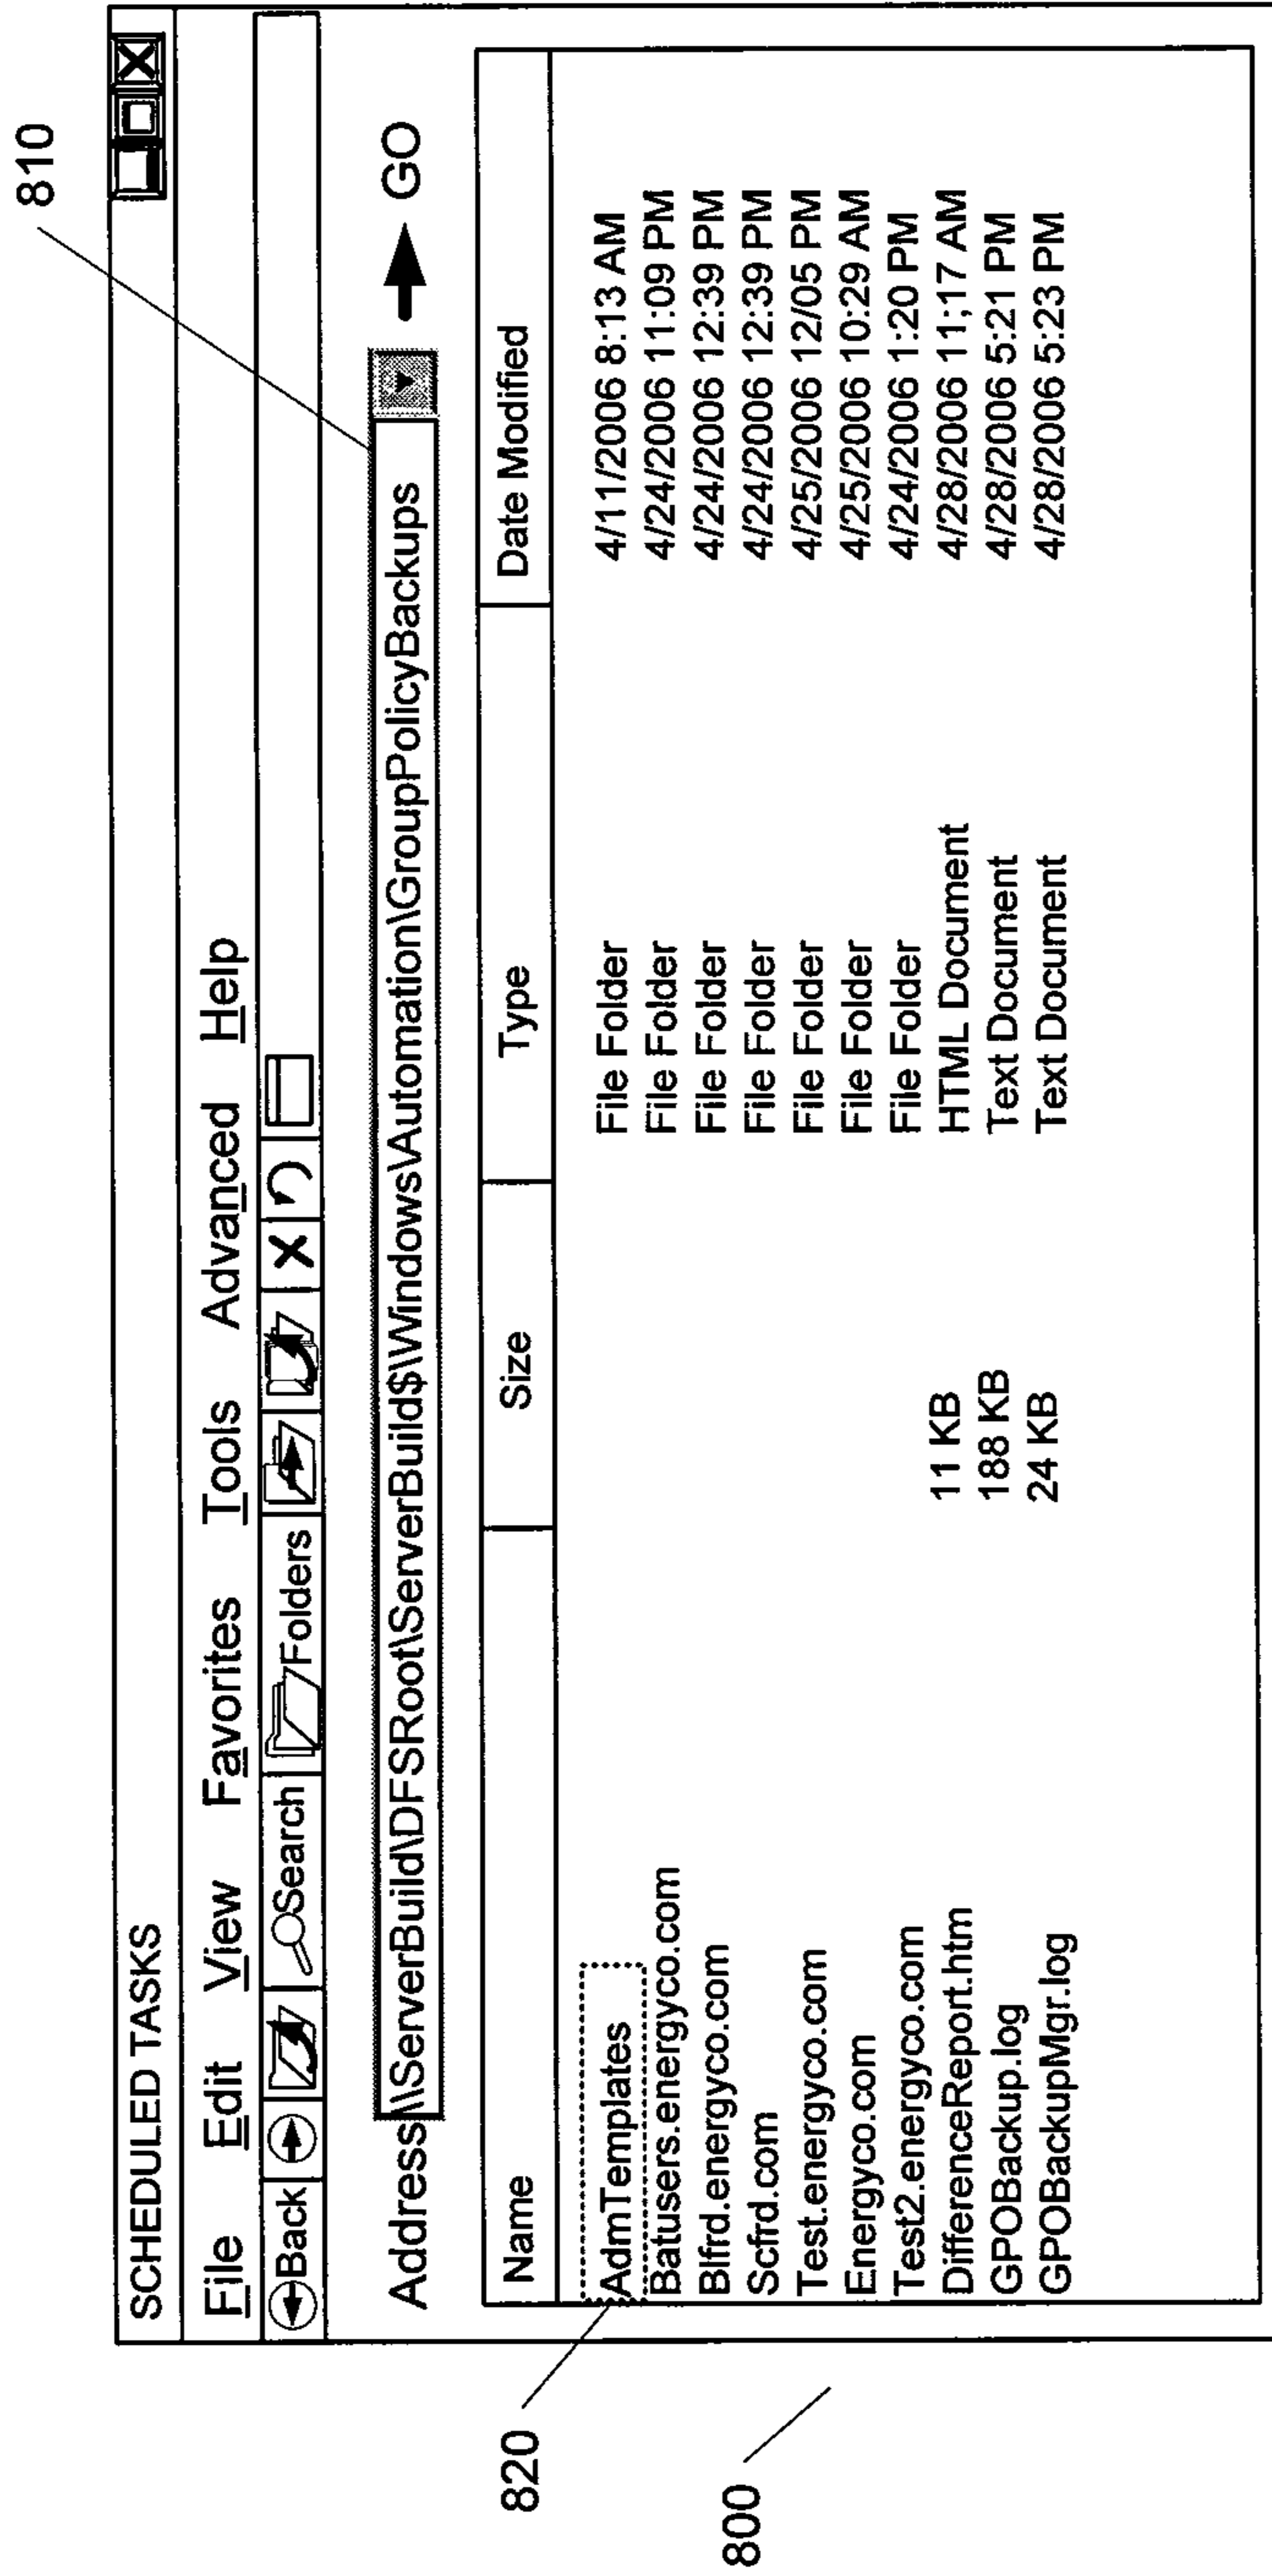 810
SCHEDULED TASKS
File Edit View Favorites Tools Advanced Help
Back Search Folders
Address \\ServerBuild\DFSRoot\ServerBuild$\Windows\Automation\GroupPolicyBackups GO
Name Size Type Date Modified
820
AdmTemplates File Folder 4/11/2006 8:13 AM
Batusers.energyco.com File Folder 4/24/2006 11:09 PM
Blfrd.energyco.com File Folder 4/24/2006 12:39 PM
Scfrd.com File Folder 4/24/2006 12:39 PM
Test.energyco.com File Folder 4/25/2006 12/05 PM
Energyco.com File Folder 4/25/2006 10:29 AM
Test2.energyco.com File Folder 4/24/2006 1:20 PM
DifferenceReport.htm 11 KB HTML Document 4/28/2006 11;17 AM
GPOBackup.log 188 KB Text Document 4/28/2006 5:21 PM
GPOBackupMgr.log 24 KB Text Document 4/28/2006 5:23 PM
800